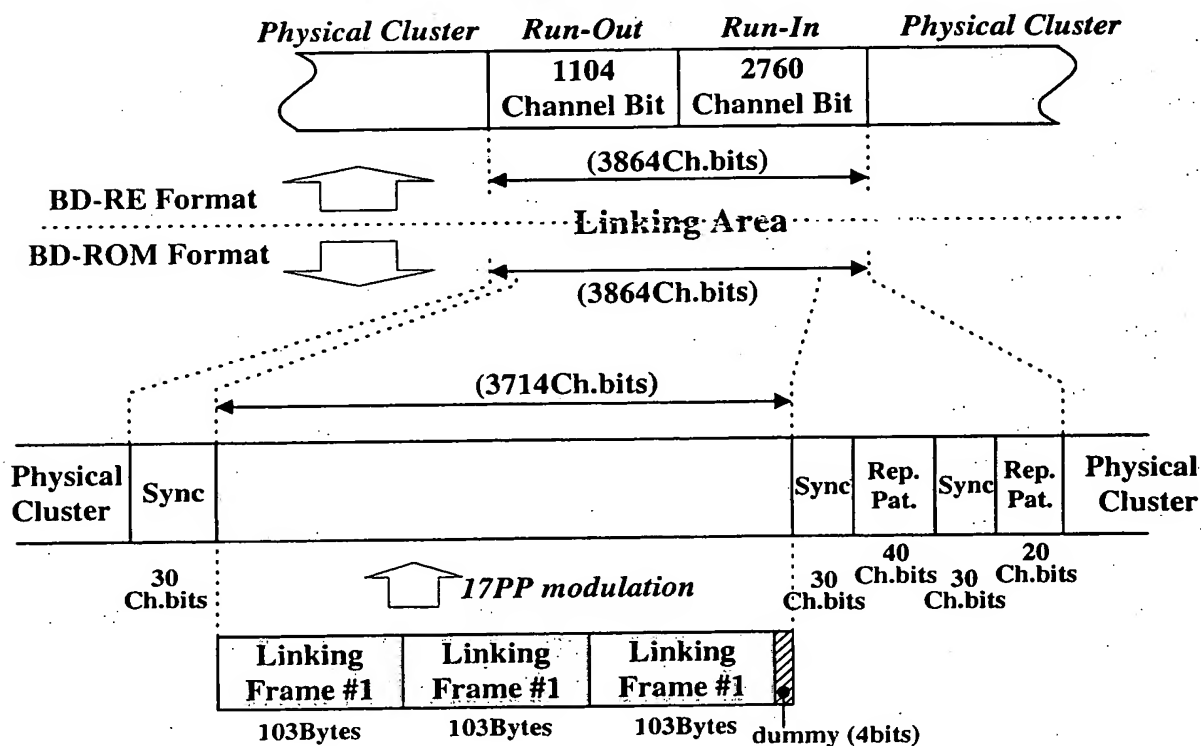 Physical Cluster Run-Out Run-In Physical Cluster
1104 Channel Bit
2760 Channel Bit
(3864Ch.bits)
BD-RE Format
Linking Area
BD-ROM Format
(3864Ch.bits)
(3714Ch.bits)
Physical Cluster
Sync
Sync
Rep. Pat.
Sync
Rep. Pat.
Physical Cluster
30 Ch.bits
17PP modulation
30 Ch.bits
40 Ch.bits
30 Ch.bits
20 Ch.bits
Linking Frame #1
Linking Frame #1
Linking Frame #1
103Bytes
103Bytes
103Bytes
dummy (4bits)